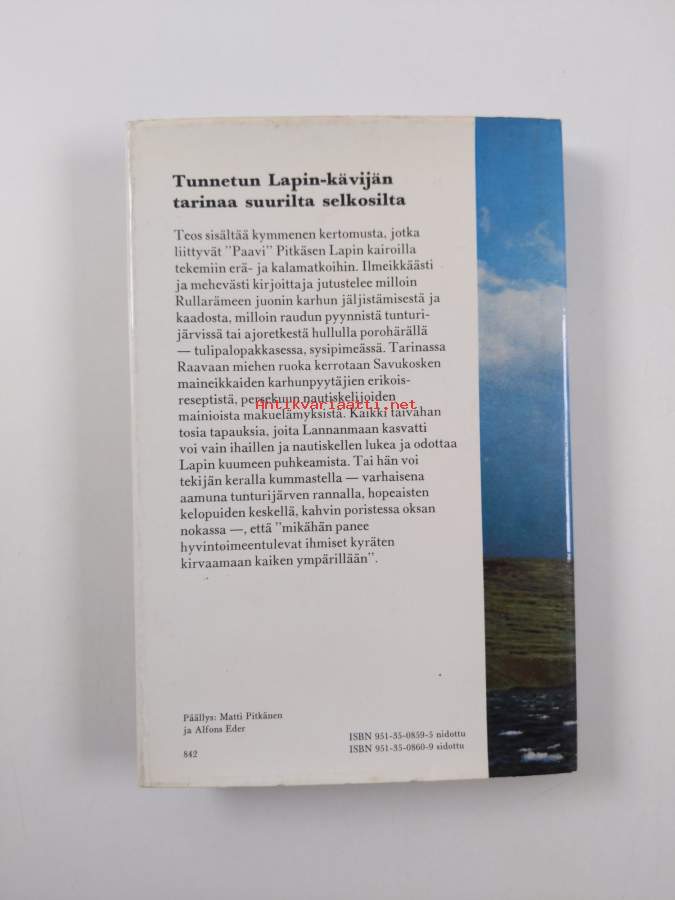 Tunnetun Lapin-kävijän
tarinaa suurilta selkosilta
Teos sisältää kymmenen kertomusta, jotka
liittyvät ”Paavi” Pitkäsen Lapin kairoilla
tekemiin erä- ja kalamatkoihin. Ilmeikkäästi
ja mehevästi kirjoittaja jutustelee milloin
Rullarämeen juonin karhun jäljistämisestä ja
kaadosta, milloin raudun pyynnistä tunturi-
järvissä tai ajoretkestä hullulla porohärällä
— tulipalopakkasessa, sysipimeässä. Tarinassa
Raavaan miehen ruoka kerrotaan Savukosken
maineikkaiden karhunpyytäjien erikois-
reseptistä, persekuun nautiskelijoiden
Antikvariaatti.net
mainioista makuelämyksistä. Kaikki taivahan
tosia tapauksia, joita Lannanmaan kasvatti
voi vain ihaillen ja nautiskellen lukea ja odottaa
Lapin kuumeen puhkeamista. Tai hän voi
tekijän keralla kummastella — varhaisena
aamuna tunturijärven rannalla, hopeaisten
kelopuiden keskellä, kahvin poristessa oksan
nokassa —, että ”mikähän panee
hyvintoimeentulevat ihmiset kyräten
kirvaamaan kaiken ympärillään”.
Päällys: Matti Pitkänen
ja Alfons Eder
842
ISBN 951-35-0859-5 nidottu
ISBN 951-35-0860-9 sidottu